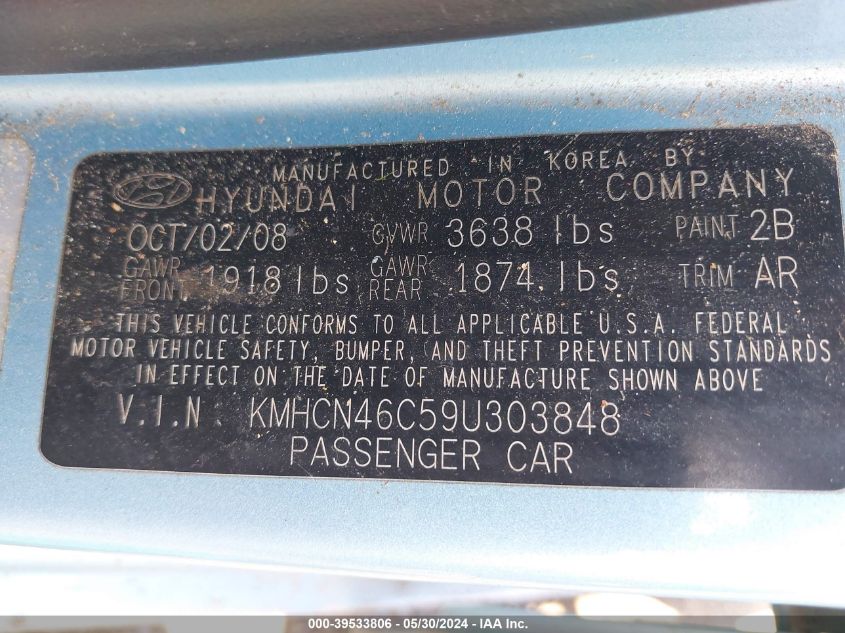 MANUFACTURED IN KOREA BY
HYUNDAI MOTOR COMPANY
OCT/02/08 GVWR 3638 lbs PAINT 2B
GAWR FRONT 1918 lbs GAWR REAR 1874 lbs TRIM AR
THIS VEHICLE CONFORMS TO ALL APPLICABLE U.S.A. FEDERAL
MOTOR VEHICLE SAFETY, BUMPER, AND THEFT PREVENTION STANDARDS
IN EFFECT ON THE DATE OF MANUFACTURE SHOWN ABOVE
V.I.N KMHCN46C59U303848
PASSENGER CAR
000-39533806 - 05/30/2024 - IAA Inc.